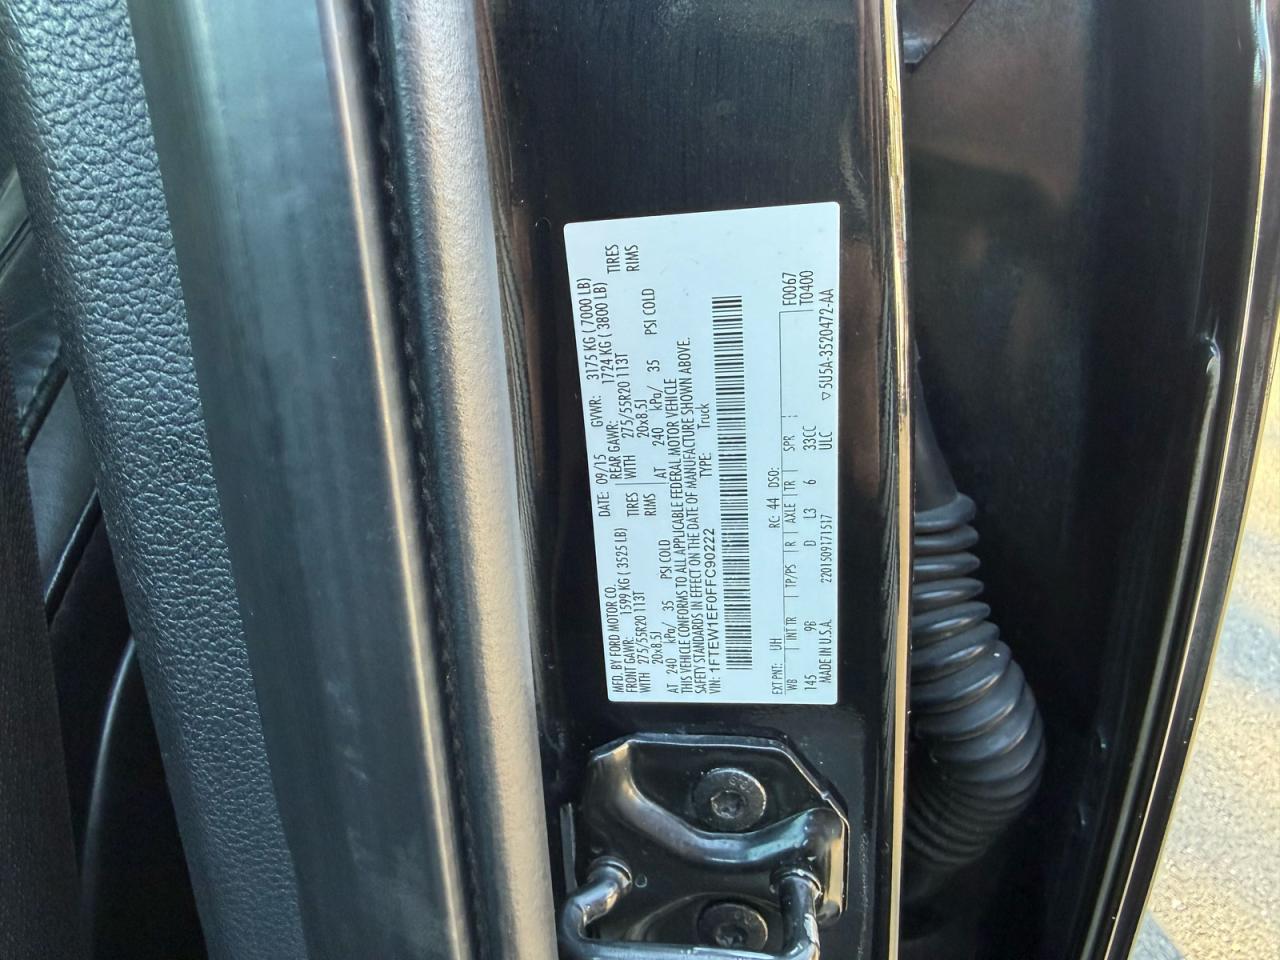 MFD. BY FORD MOTOR CO. DATE: 09/15 GVWR: 3175 KG ( 7000 LB)
FRONT GAWR: 1599 KG ( 3525 LB) REAR GAWR: 1724 KG ( 3800 LB)
WITH 275/55R20 113T TIRES WITH 275/55R20 113T TIRES
20x8.5J RIMS 20x8.5J RIMS
AT 240 kPa/ 35 PSI COLD AT 240 kPa/ 35 PSI COLD
THIS VEHICLE CONFORMS TO ALL APPLICABLE FEDERAL MOTOR VEHICLE
SAFETY STANDARDS IN EFFECT ON THE DATE OF MANUFACTURE SHOWN ABOVE.
VIN: 1FTEW1EF0FFC90222 TYPE: Truck
EXT PNT: UH RC: 44 DSO: F0067
WB INT TR TP/PS R AXLE TR SPR T0400
145 9B D L3 6 33CC
MADE IN U.S.A. 2201509171517 ULC ▽5U5A-3520472-AA